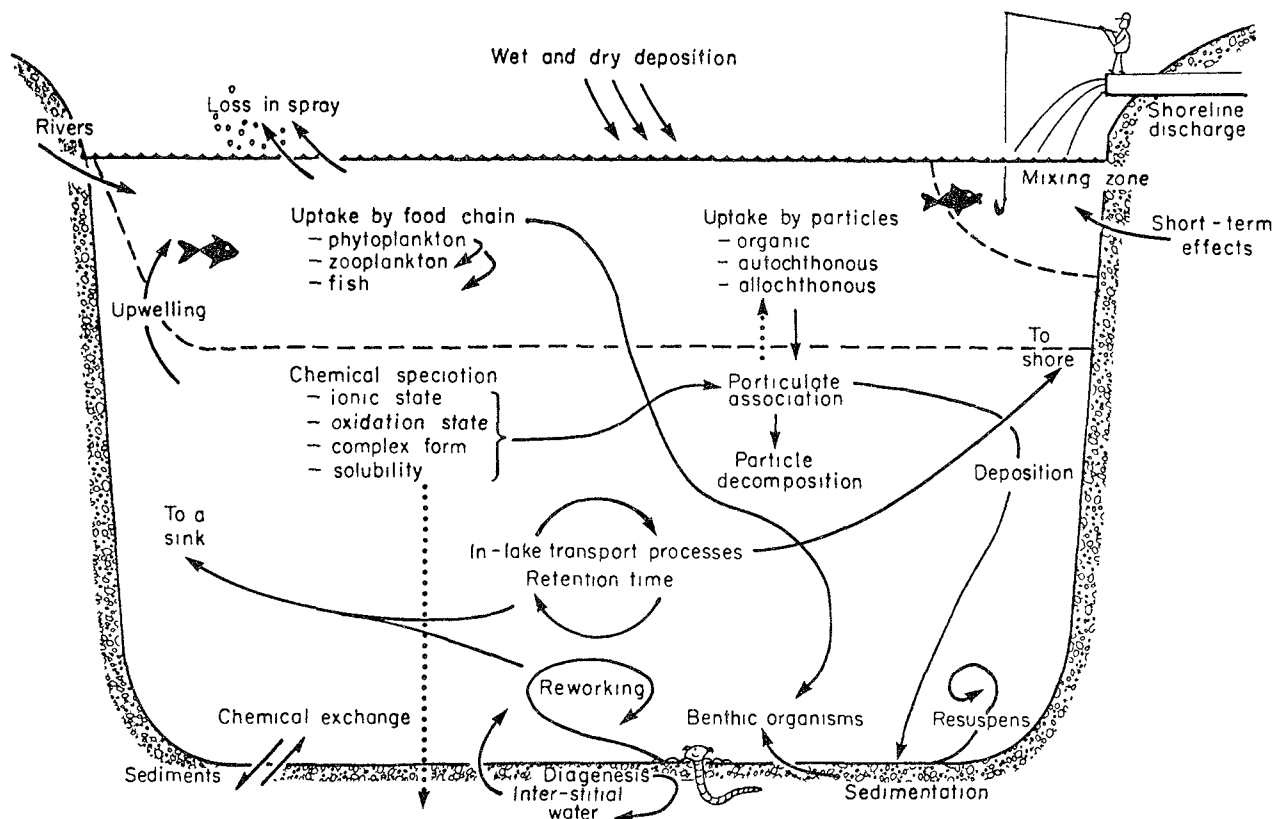 Wet and dry deposition
Loss in spray
Rivers
Shoreline
discharge
Mixing zone
Short-term
effects
Uptake by food chain
– phytoplankton
– zooplankton
– fish
Uptake by particles
– organic
– autochthonous
– allochthonous
Upwelling
To
shore
Chemical speciation
– ionic state
– oxidation state
– complex form
– solubility
Particulate
association
Particle
decomposition
Deposition
To a
sink
In-lake transport processes
Retention time
Reworking
Chemical exchange
Benthic organisms
Resuspens
Sediments
Diagenesis
Inter-stitial
water
Sedimentation